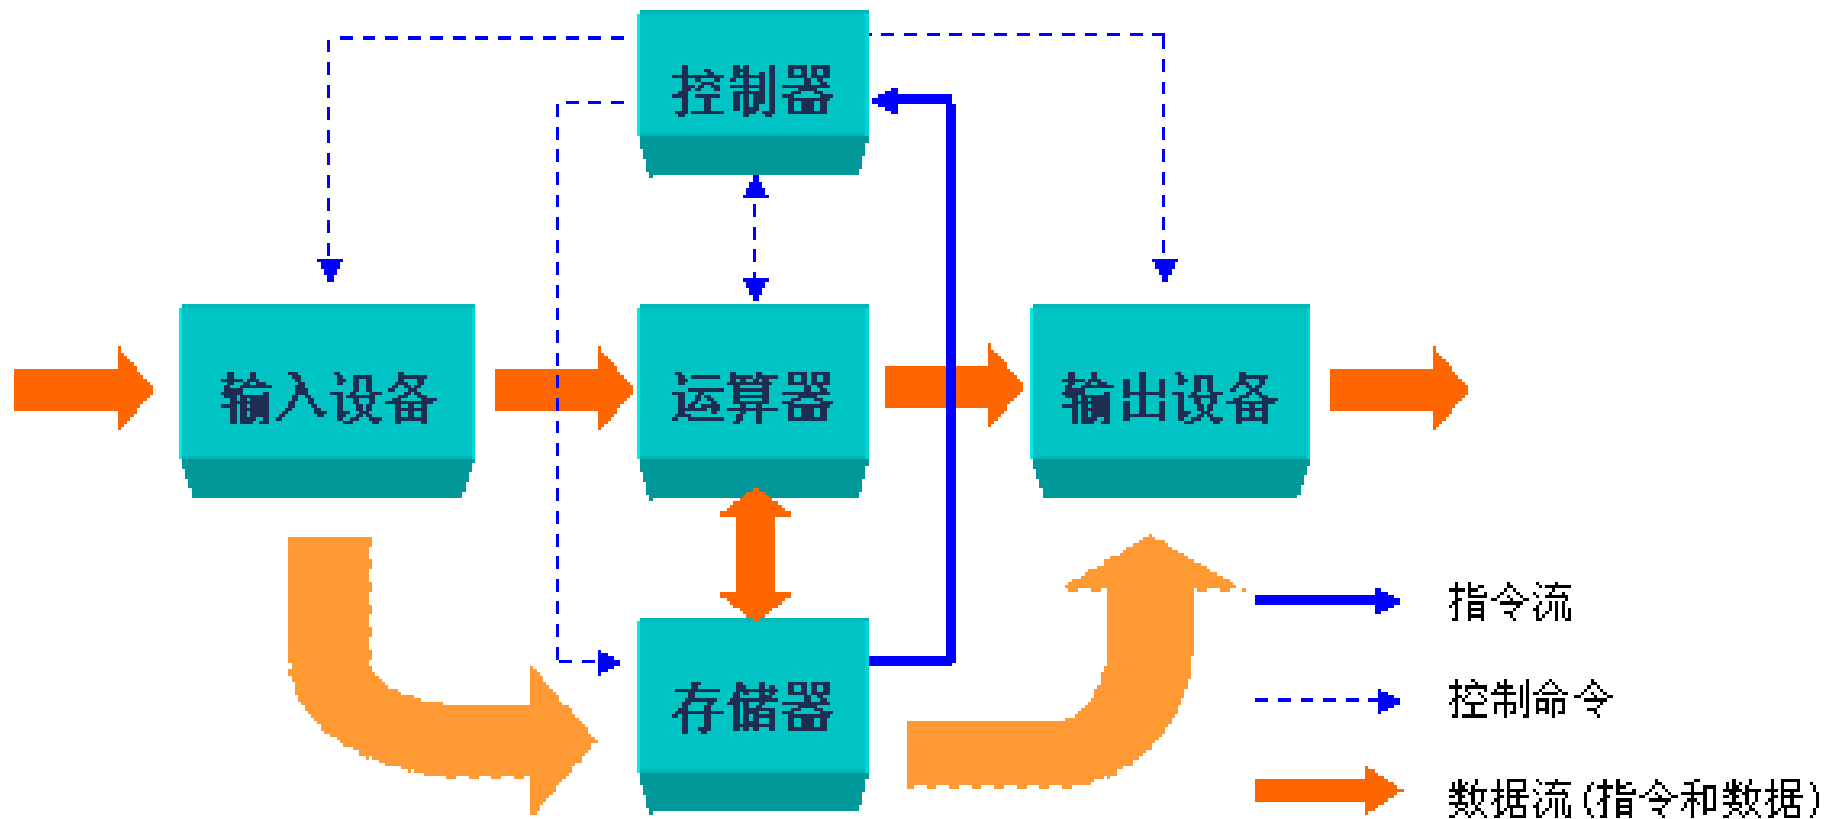 控制器
输入设备
运算器
输出设备
存储器
指令流
控制命令
数据流(指令和数据)